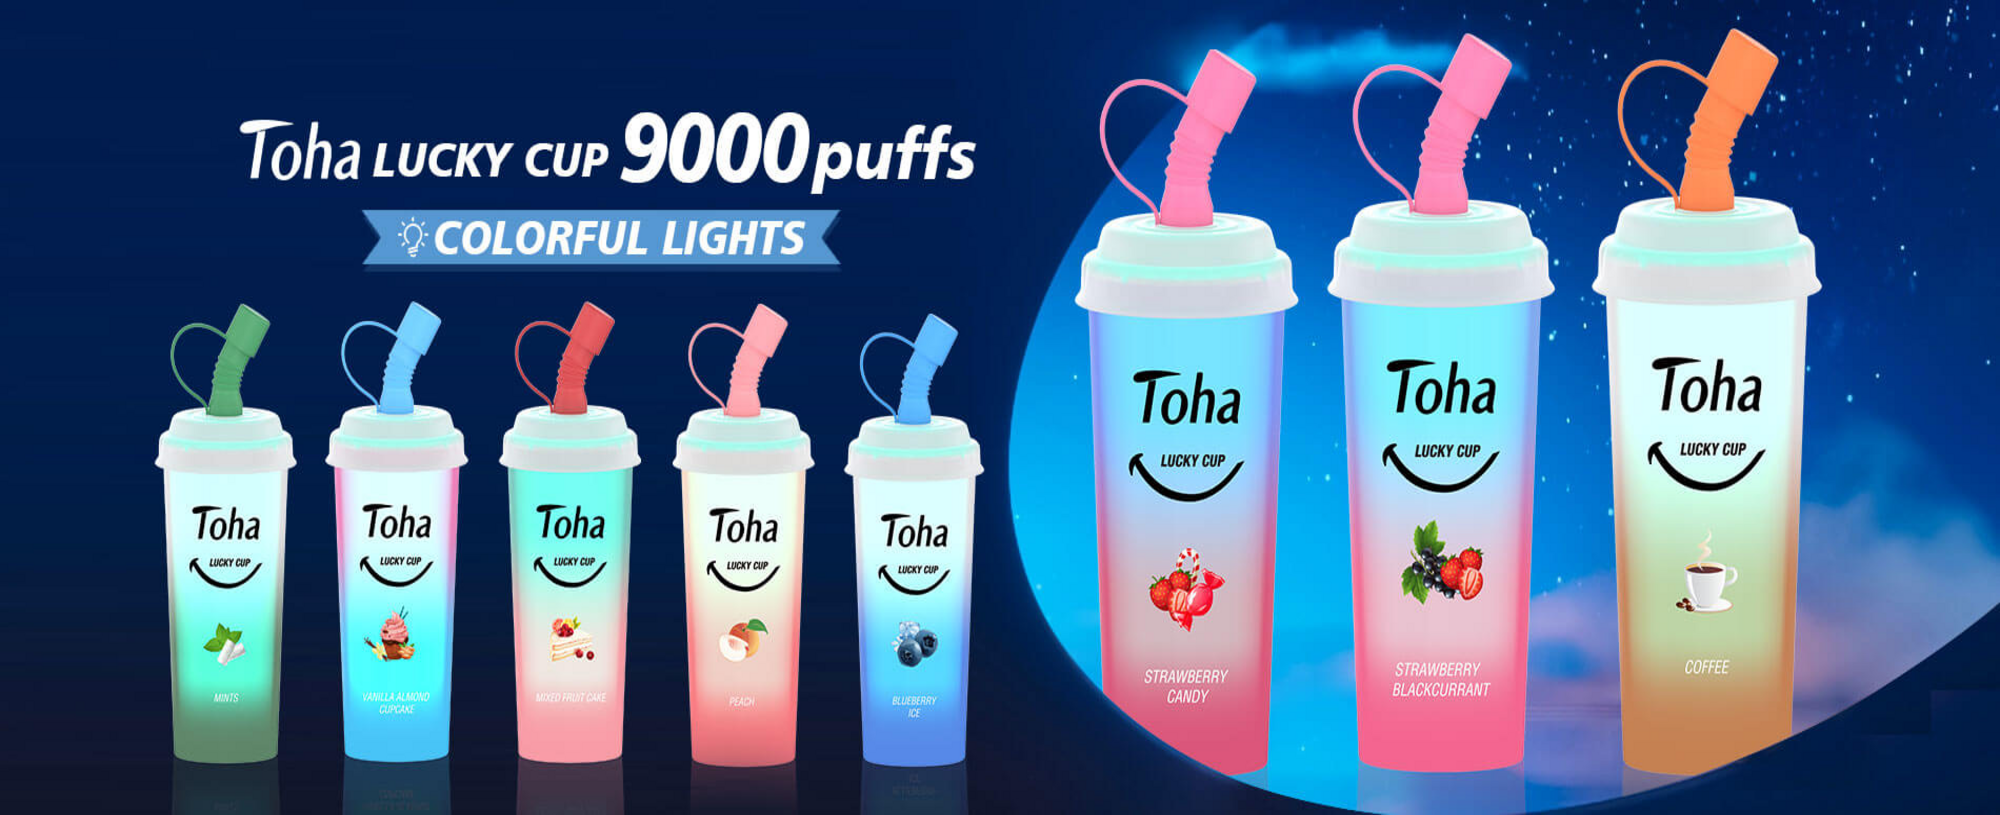 Toha LUCKY CUP 9000 puffs
COLORFUL LIGHTS
Toha
LUCKY CUP
MINTS
Toha
LUCKY CUP
VANILLA ALMOND
CUPCAKE
Toha
LUCKY CUP
MIXED FRUIT CAKE
Toha
LUCKY CUP
PEACH
Toha
LUCKY CUP
BLUEBERRY
ICE
Toha
LUCKY CUP
STRAWBERRY
CANDY
Toha
LUCKY CUP
STRAWBERRY
BLACKCURRANT
Toha
LUCKY CUP
COFFEE